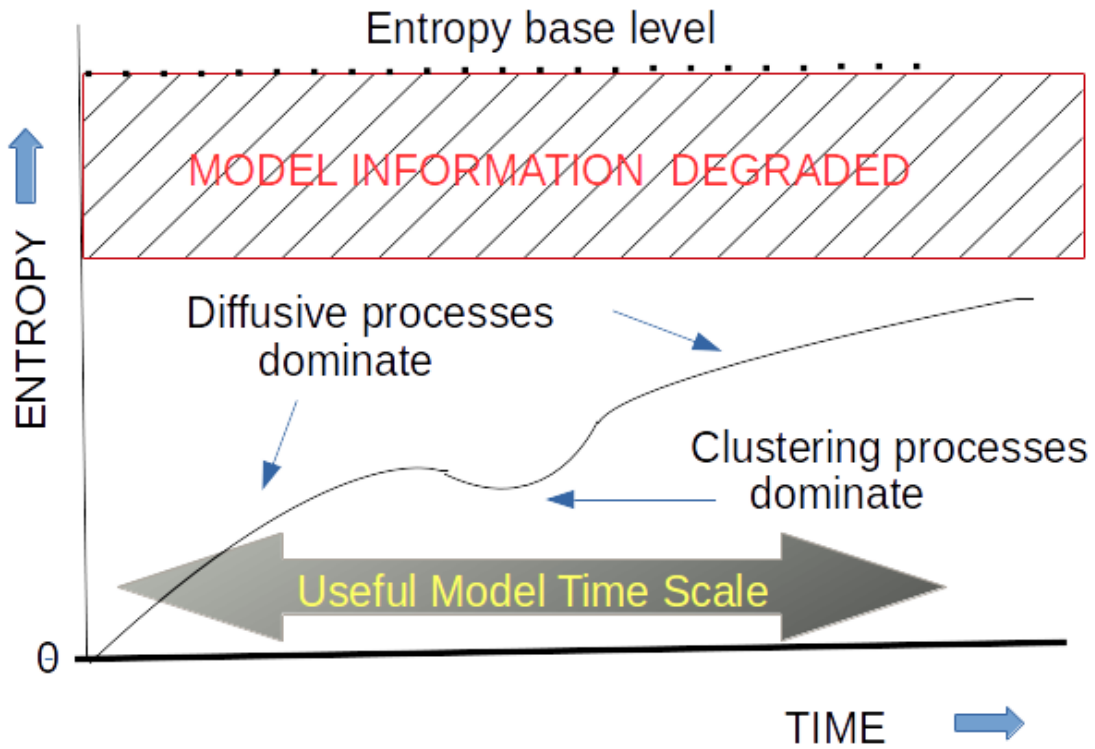 Entropy base level
MODEL INFORMATION DEGRADED
ENTROPY
Diffusive processes
dominate
Clustering processes
dominate
Useful Model Time Scale
0
TIME